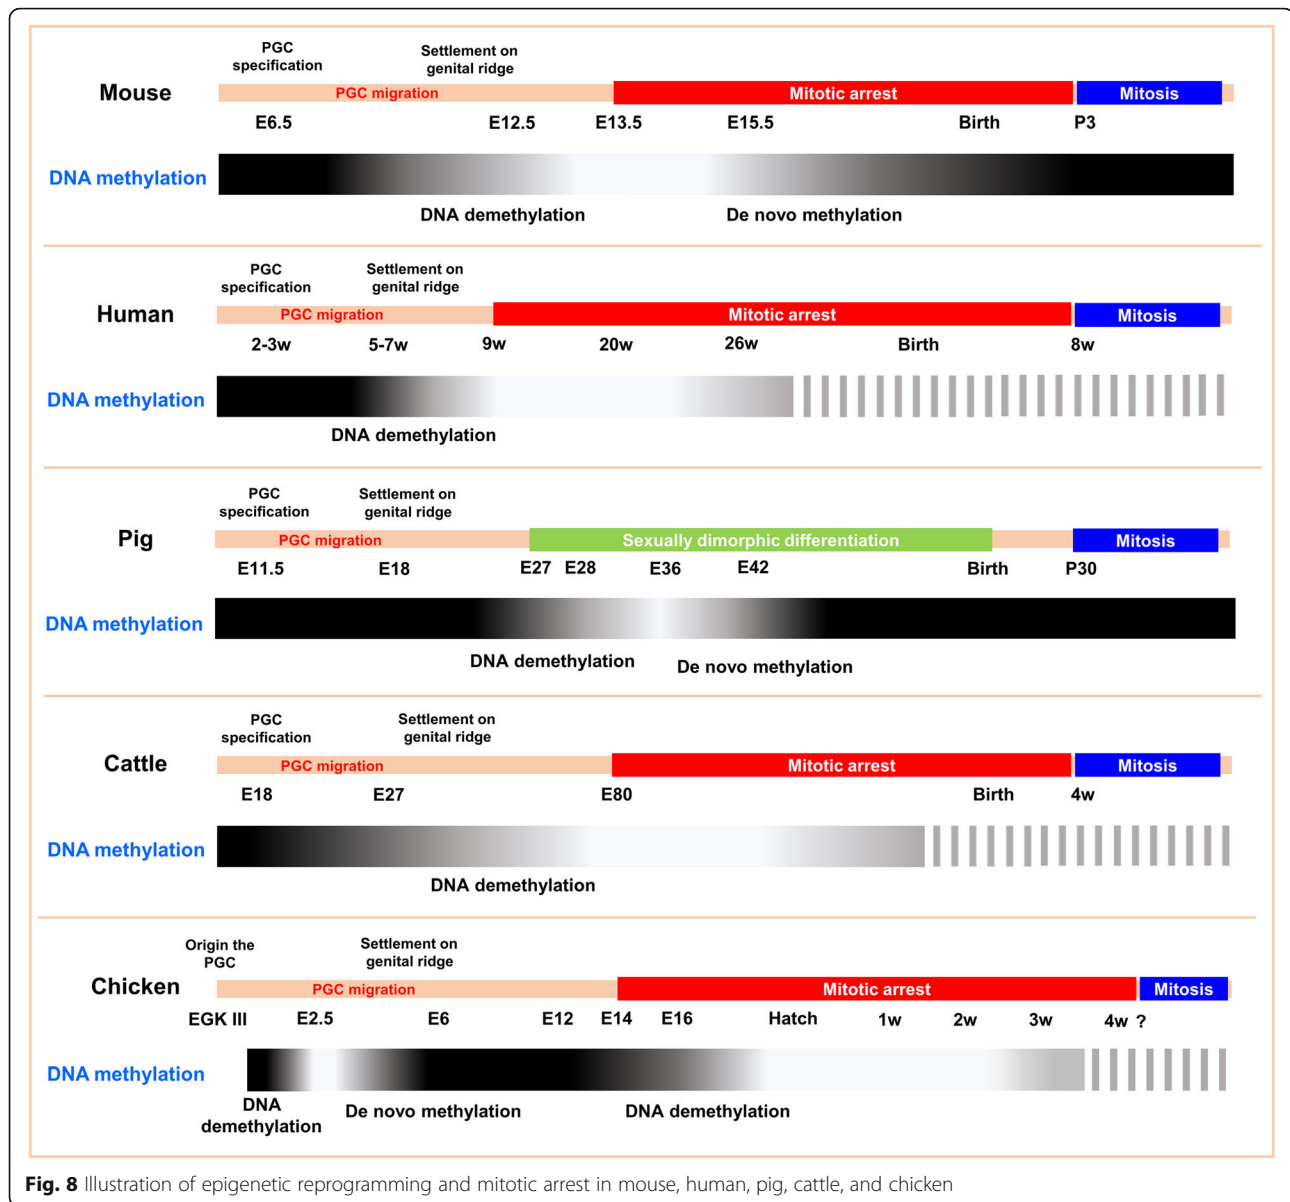 PGC
specification
Settlement on
genital ridge
Mouse
PGC migration
Mitotic arrest
Mitosis
E6.5 E12.5 E13.5 E15.5 Birth P3
DNA methylation
DNA demethylation De novo methylation
PGC
specification
Settlement on
genital ridge
Human
PGC migration
Mitotic arrest
Mitosis
2-3w 5-7w 9w 20w 26w Birth 8w
DNA methylation
DNA demethylation
PGC
specification
Settlement on
genital ridge
Pig
PGC migration
Sexually dimorphic differentiation
Mitosis
E11.5 E18 E27 E28 E36 E42 Birth P30
DNA methylation
DNA demethylation De novo methylation
PGC
specification
Settlement on
genital ridge
Cattle
PGC migration
Mitotic arrest
Mitosis
E18 E27 E80 Birth 4w
DNA methylation
DNA demethylation
Origin the
PGC
Settlement on
genital ridge
Chicken
PGC migration
Mitotic arrest
Mitosis
EGK III E2.5 E6 E12 E14 E16 Hatch 1w 2w 3w 4w ?
DNA methylation
DNA
demethylation
De novo methylation
DNA demethylation
Fig. 8 Illustration of epigenetic reprogramming and mitotic arrest in mouse, human, pig, cattle, and chicken